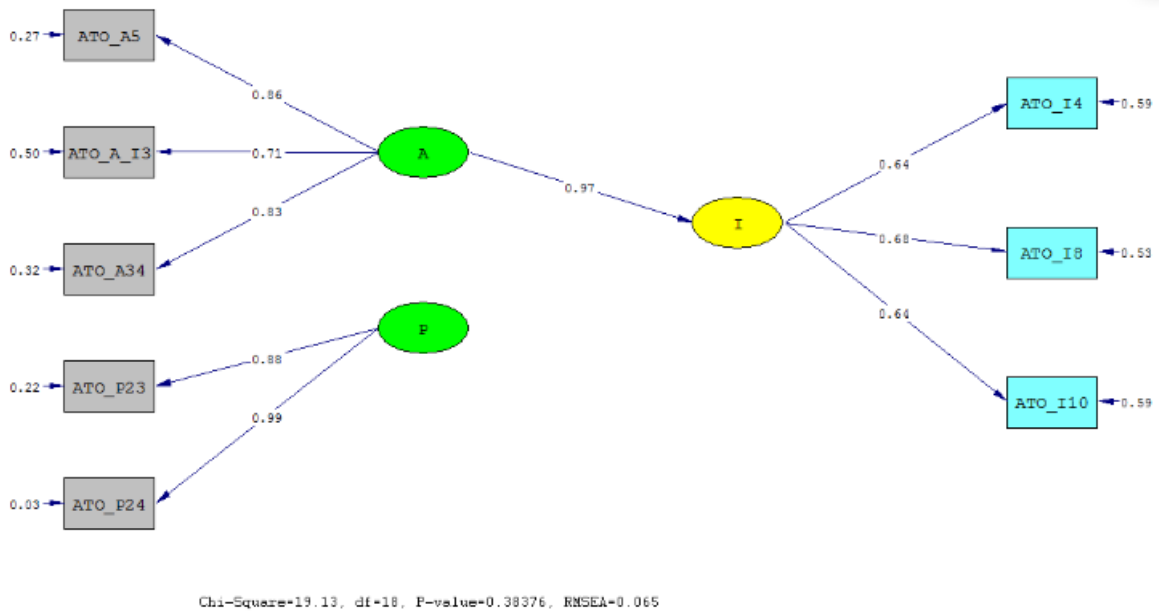 0.27 ATO_A5
0.86
0.50 ATO_A_I3 0.71 A
0.83
0.32 ATO_A34
0.97
I
P
0.22 ATO_P23 0.88
0.99
0.03 ATO_P24
0.64 ATO_I4 0.59
0.68 ATO_I8 0.53
0.64 ATO_I10 0.59
Chi-Square=19.13, df=18, P-value=0.38376, RMSEA=0.065